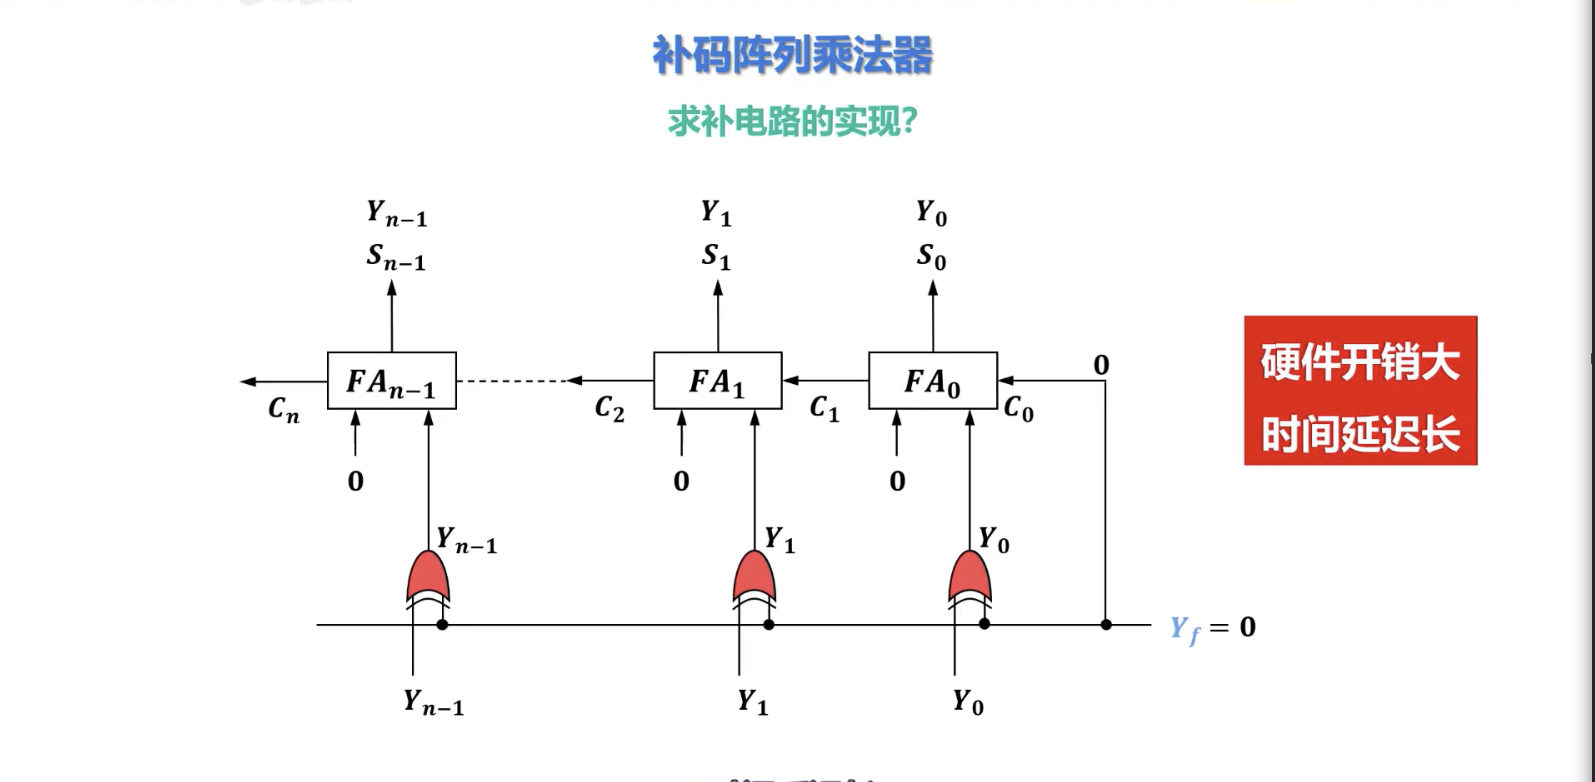 补码阵列乘法器
求补电路的实现?
Yn−1 Y1 Y0
Sn−1 S1 S0
0
FAn−1 FA1 FA0
Cn C2 C1 C0
0 0 0
Yn−1 Y1 Y0
Yf = 0
Yn−1 Y1 Y0
硬件开销大
时间延迟长